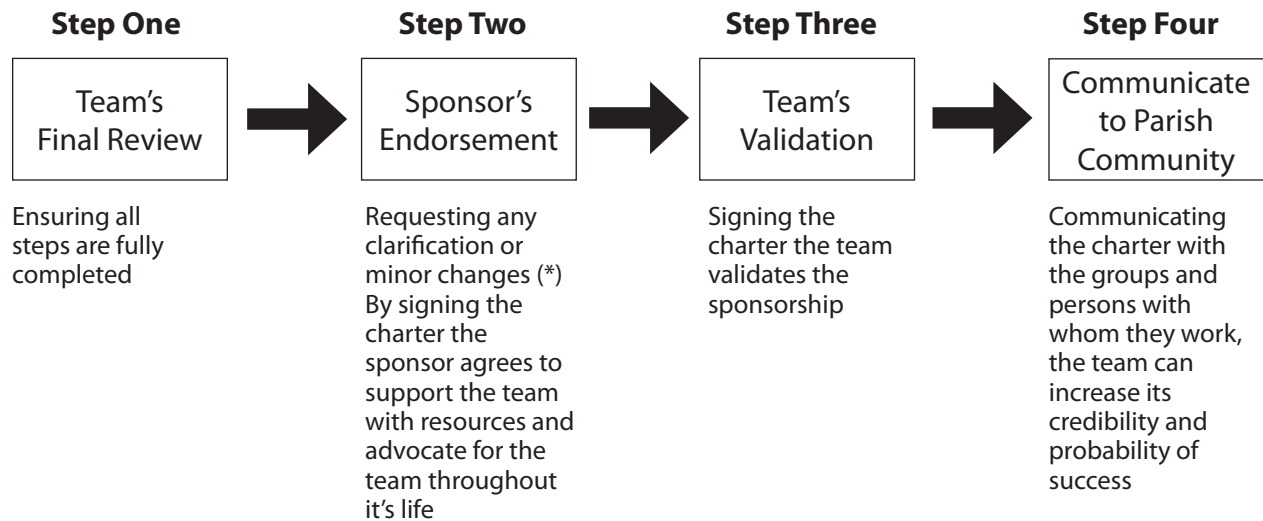 Step One
Team's
Final Review
Ensuring all
steps are fully
completed
Step Two
Sponsor's
Endorsement
Requesting any
clarification or
minor changes (*)
By signing the
charter the
sponsor agrees to
support the team
with resources and
advocate for the
team throughout
it's life
Step Three
Team's
Validation
Signing the
charter the team
validates the
sponsorship
Step Four
Communicate
to Parish
Community
Communicating
the charter with
the groups and
persons with
whom they work,
the team can
increase its
credibility and
probability of
success